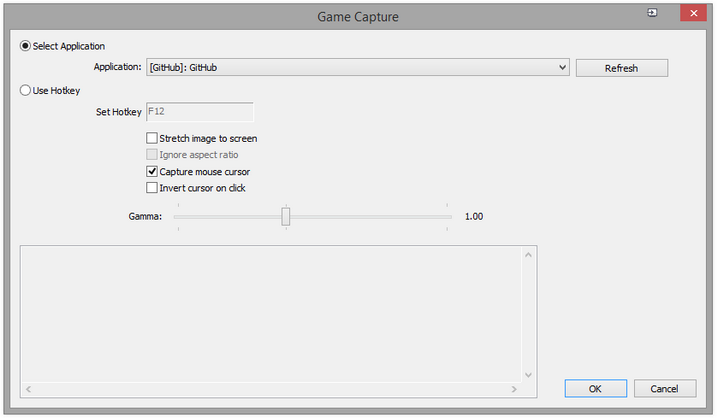 Game Capture
Select Application
Application: [GitHub]: GitHub Refresh
Use Hotkey
Set Hotkey F12
Stretch image to screen
Ignore aspect ratio
Capture mouse cursor
Invert cursor on click
Gamma: 1.00
OK Cancel